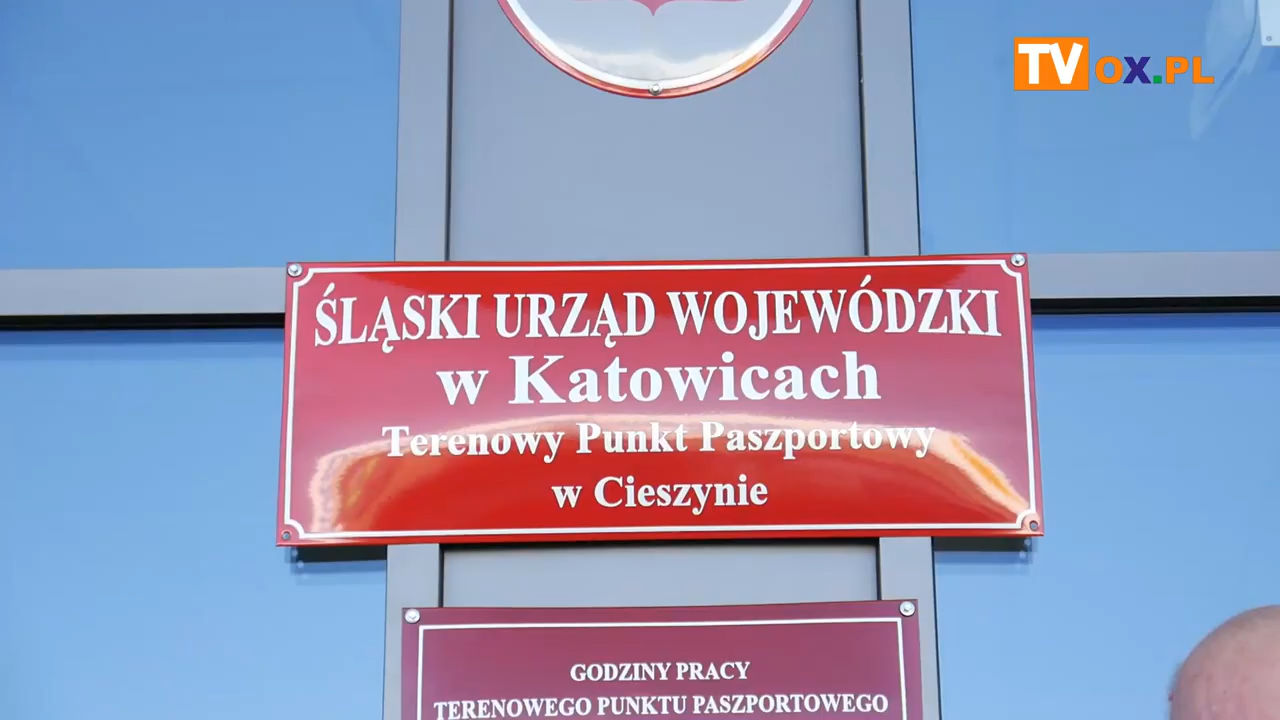 TVOX.PL
ŚLĄSKI URZĄD WOJEWÓDZKI
w Katowicach
Terenowy Punkt Paszportowy
w Cieszynie
GODZINY PRACY
TERENOWEGO PUNKTU PASZPORTOWEGO